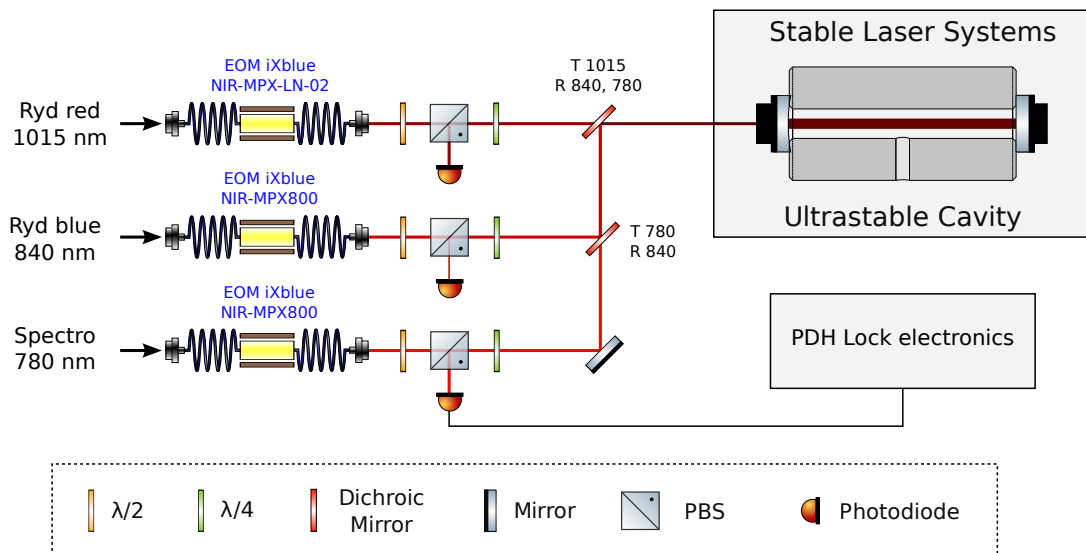 Stable Laser Systems
EOM iXblue
NIR-MPX-LN-02
T 1015
R 840, 780
Ryd red
1015 nm
EOM iXblue
NIR-MPX800
Ultrastable Cavity
Ryd blue
840 nm
T 780
R 840
EOM iXblue
NIR-MPX800
Spectro
780 nm
PDH Lock electronics
λ/2
λ/4
Dichroic
Mirror
Mirror
PBS
Photodiode